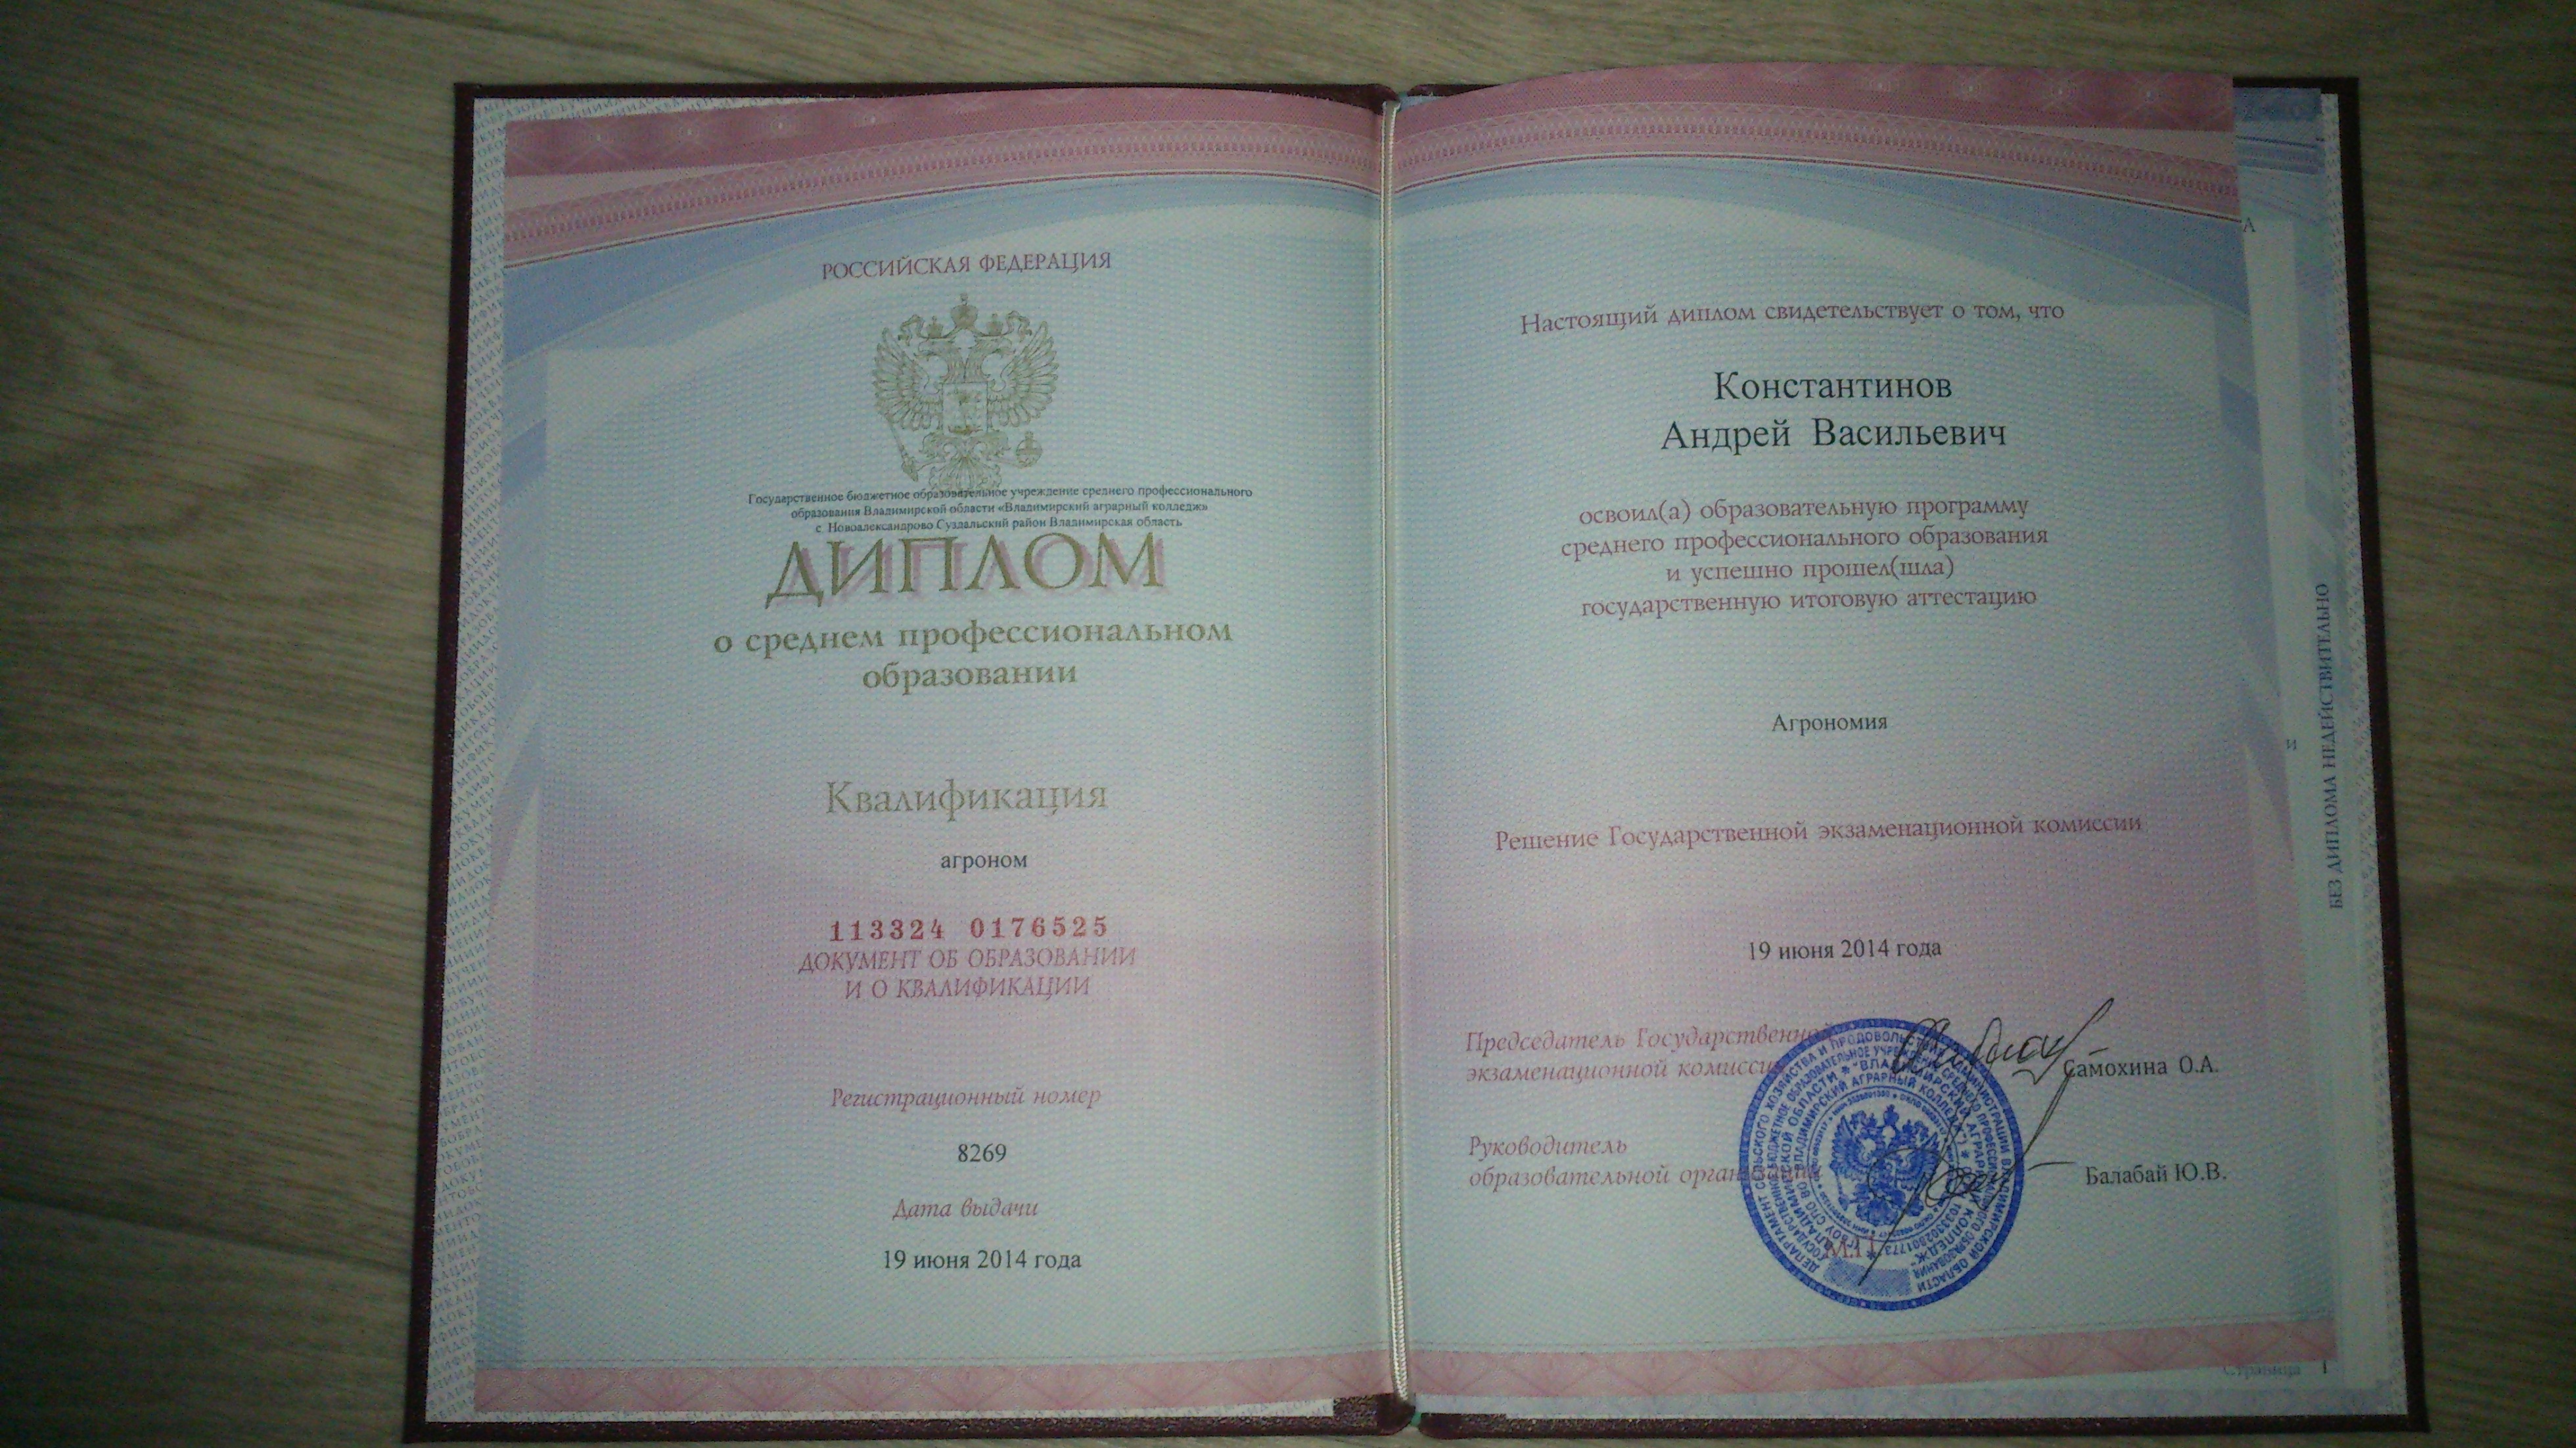 РОССИЙСКАЯ ФЕДЕРАЦИЯ
Государственное бюджетное образовательное учреждение среднего профессионального
образования Владимирской области «Владимирский аграрный колледж»
с. Новоалександрово Суздальский район Владимирская область
ДИПЛОМ
о среднем профессиональном
образовании
Квалификация
агроном
113324 0176525
ДОКУМЕНТ ОБ ОБРАЗОВАНИИ
И О КВАЛИФИКАЦИИ
Регистрационный номер
8269
Дата выдачи
19 июня 2014 года
Настоящий диплом свидетельствует о том, что
Константинов
Андрей Васильевич
освоил(а) образовательную программу
среднего профессионального образования
и успешно прошел(шла)
государственную итоговую аттестацию
Агрономия
Решение Государственной экзаменационной комиссии
19 июня 2014 года
Председатель Государственной
экзаменационной комиссии
Самохина О.А.
Руководитель
образовательной организации
Балабай Ю.В.
М.П.
БЕЗ ДИПЛОМА НЕДЕЙСТВИТЕЛЬНО
Страница 1